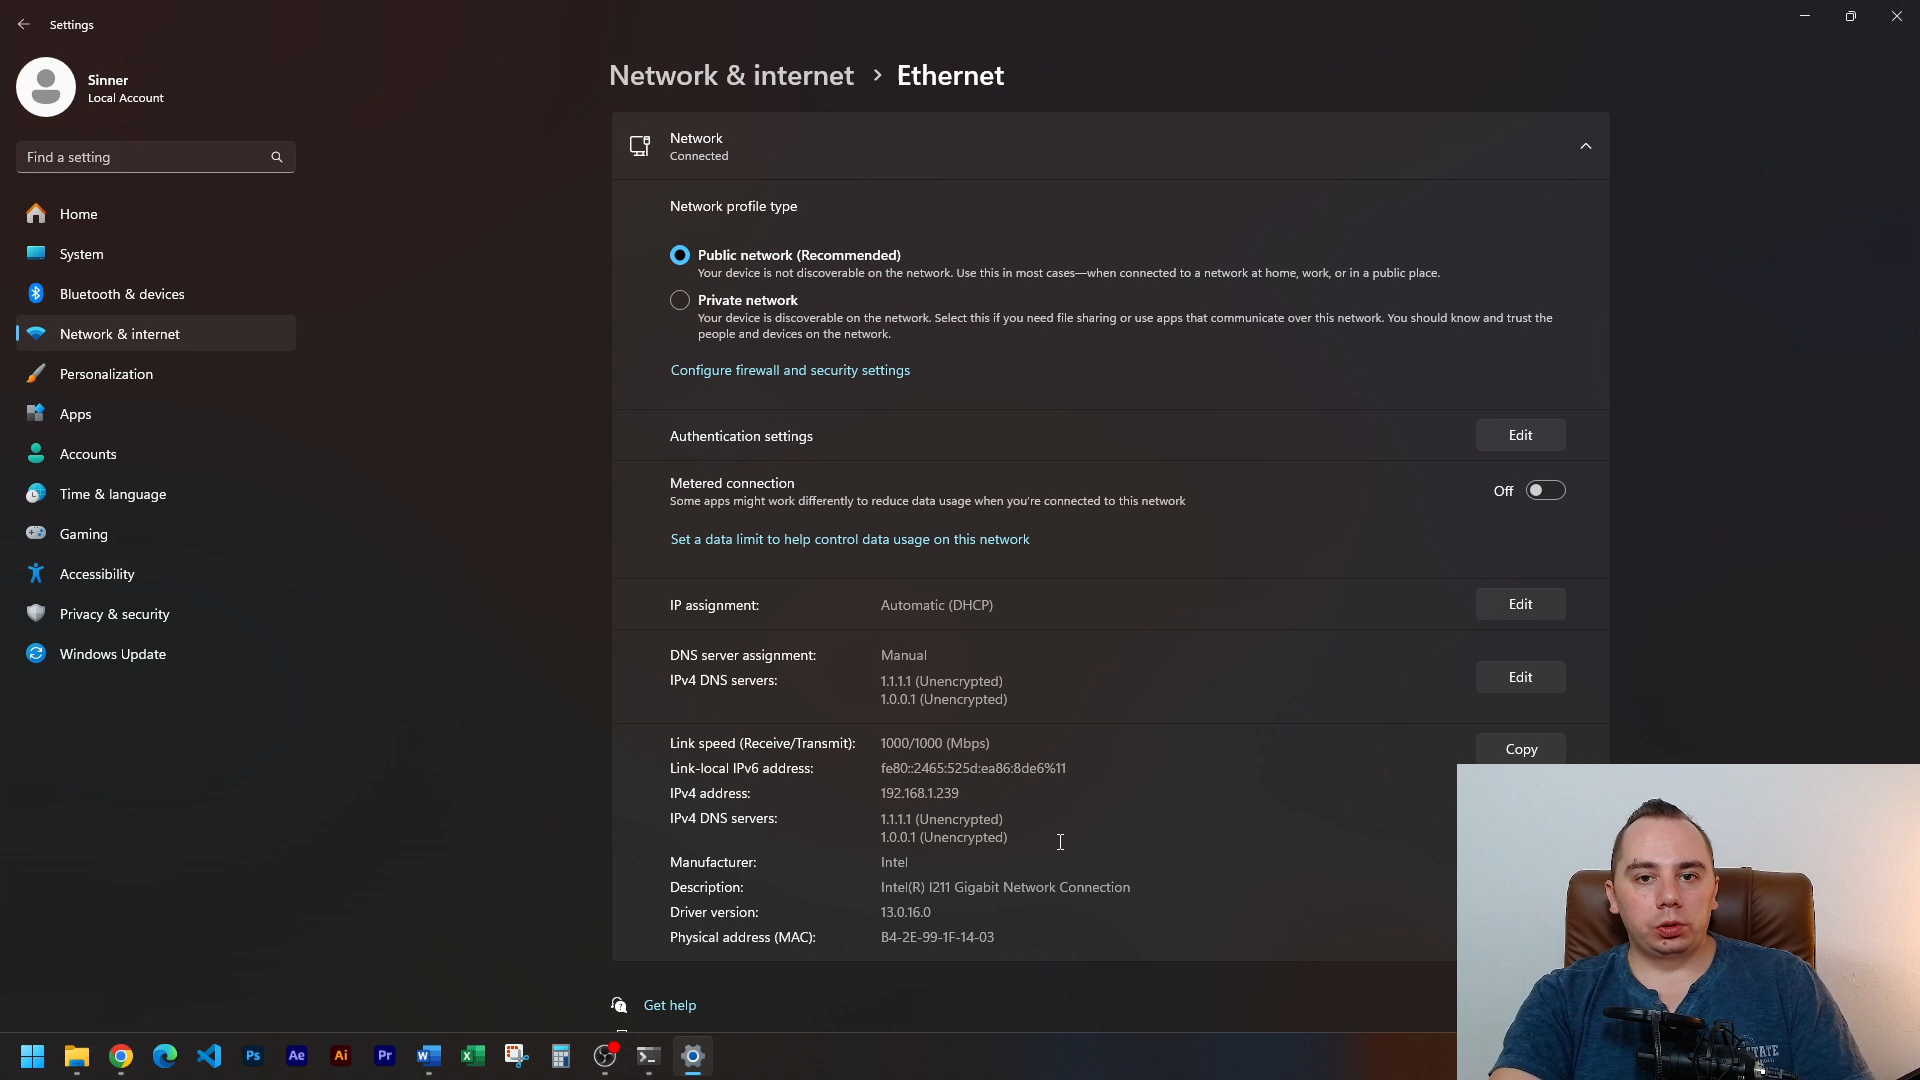 Settings
Sinner
Local Account
Find a setting
Home
System
Bluetooth & devices
Network & internet
Personalization
Apps
Accounts
Time & language
Gaming
Accessibility
Privacy & security
Windows Update
Network & internet > Ethernet
Network
Connected
Network profile type
Public network (Recommended)
Your device is not discoverable on the network. Use this in most cases—when connected to a network at home, work, or in a public place.
Private network
Your device is discoverable on the network. Select this if you need file sharing or use apps that communicate over this network. You should know and trust the
people and devices on the network.
Configure firewall and security settings
Authentication settings Edit
Metered connection
Some apps might work differently to reduce data usage when you're connected to this network
Off
Set a data limit to help control data usage on this network
IP assignment: Automatic (DHCP) Edit
DNS server assignment: Manual
IPv4 DNS servers: 1.1.1.1 (Unencrypted)
1.0.0.1 (Unencrypted)
Edit
Link speed (Receive/Transmit): 1000/1000 (Mbps) Copy
Link-local IPv6 address: fe80::2465:525d:ea86:8de6%11
IPv4 address: 192.168.1.239
IPv4 DNS servers: 1.1.1.1 (Unencrypted)
1.0.0.1 (Unencrypted)
Manufacturer: Intel
Description: Intel(R) I211 Gigabit Network Connection
Driver version: 13.0.16.0
Physical address (MAC): B4-2E-99-1F-14-03
Get help
Ps
Ae
Ai
Pr